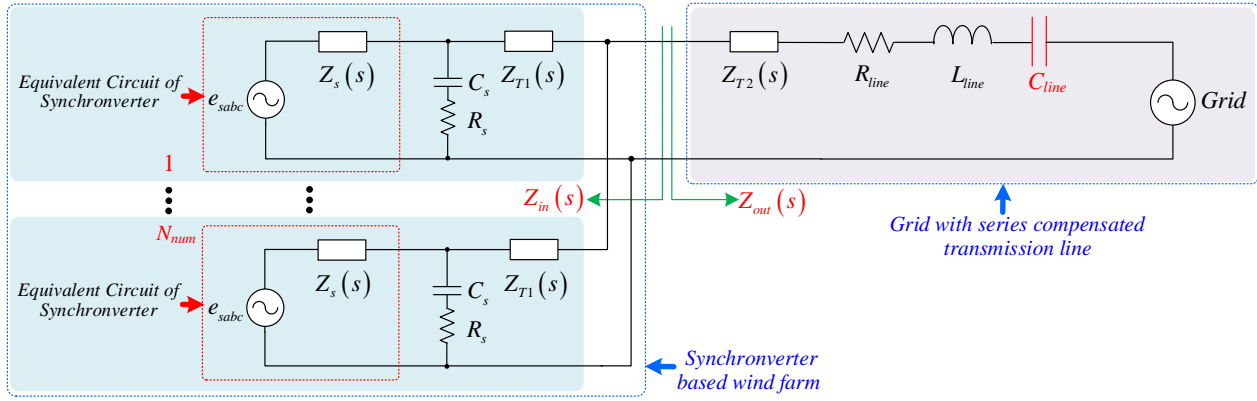 Equivalent Circuit of
Synchronverter
e_sabc
Z_s(s)
C_s
R_s
Z_T1(s)
Z_T2(s)
R_line
L_line
C_line
Grid
1
N_num
Z_in(s)
Z_out(s)
Grid with series compensated
transmission line
Equivalent Circuit of
Synchronverter
e_sabc
Z_s(s)
C_s
R_s
Z_T1(s)
Synchronverter
based wind farm